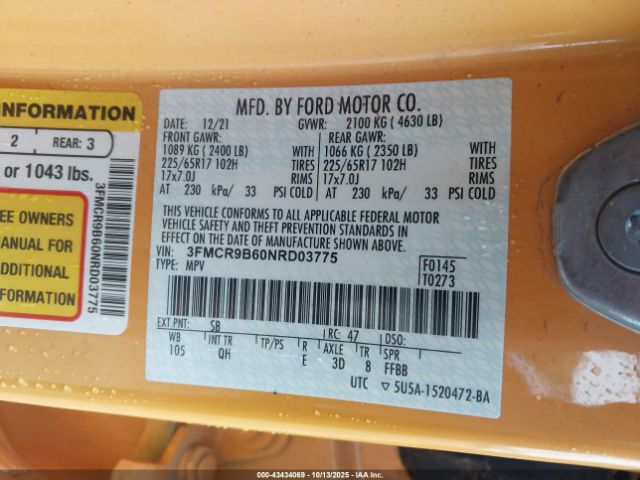 INFORMATION
2 REAR: 3
or 1043 lbs.
EE OWNERS
MANUAL FOR
ADDITIONAL
INFORMATION
3FMCR9B60NRD03775
MFD. BY FORD MOTOR CO.
DATE: 12/21 GVWR: 2100 KG ( 4630 LB)
FRONT GAWR: REAR GAWR:
1089 KG ( 2400 LB) WITH 1066 KG ( 2350 LB) WITH
225/65R17 102H TIRES 225/65R17 102H TIRES
17x7.0J RIMS 17x7.0J RIMS
AT 230 kPa/ 33 PSI COLD AT 230 kPa/ 33 PSI COLD
THIS VEHICLE CONFORMS TO ALL APPLICABLE FEDERAL MOTOR
VEHICLE SAFETY AND THEFT PREVENTION STANDARDS IN
EFFECT ON THE DATE OF MANUFACTURE SHOWN ABOVE.
VIN: 3FMCR9B60NRD03775
TYPE: MPV
F0145
T0273
EXT PNT: SB RC: 47 DSO:
WB INT TR TP/PS R AXLE TR SPR
105 QH E 3D 8 FFBB
UTC ▽ 5U5A-1520472-BA
000-43434069 | 10/13/2025 | IAA Inc.